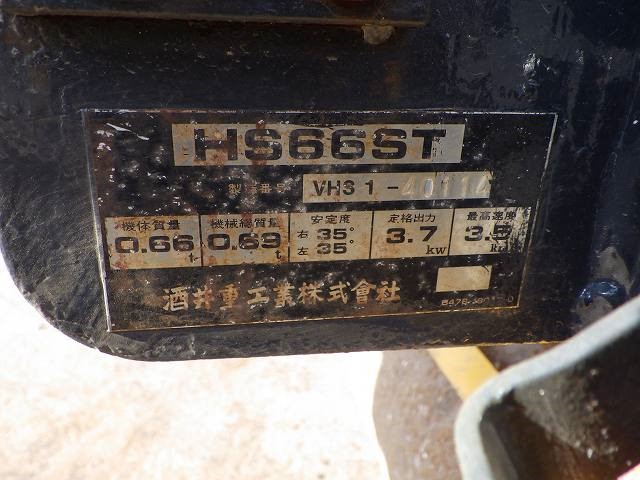 HS66ST
製造番号 VHS1-40114
機体質量 機械総質量 安定度 定格出力 最高速度
0.66 t 0.69 t 右 35° 左 35° 3.7 kw 3.5
酒井重工業株式會社